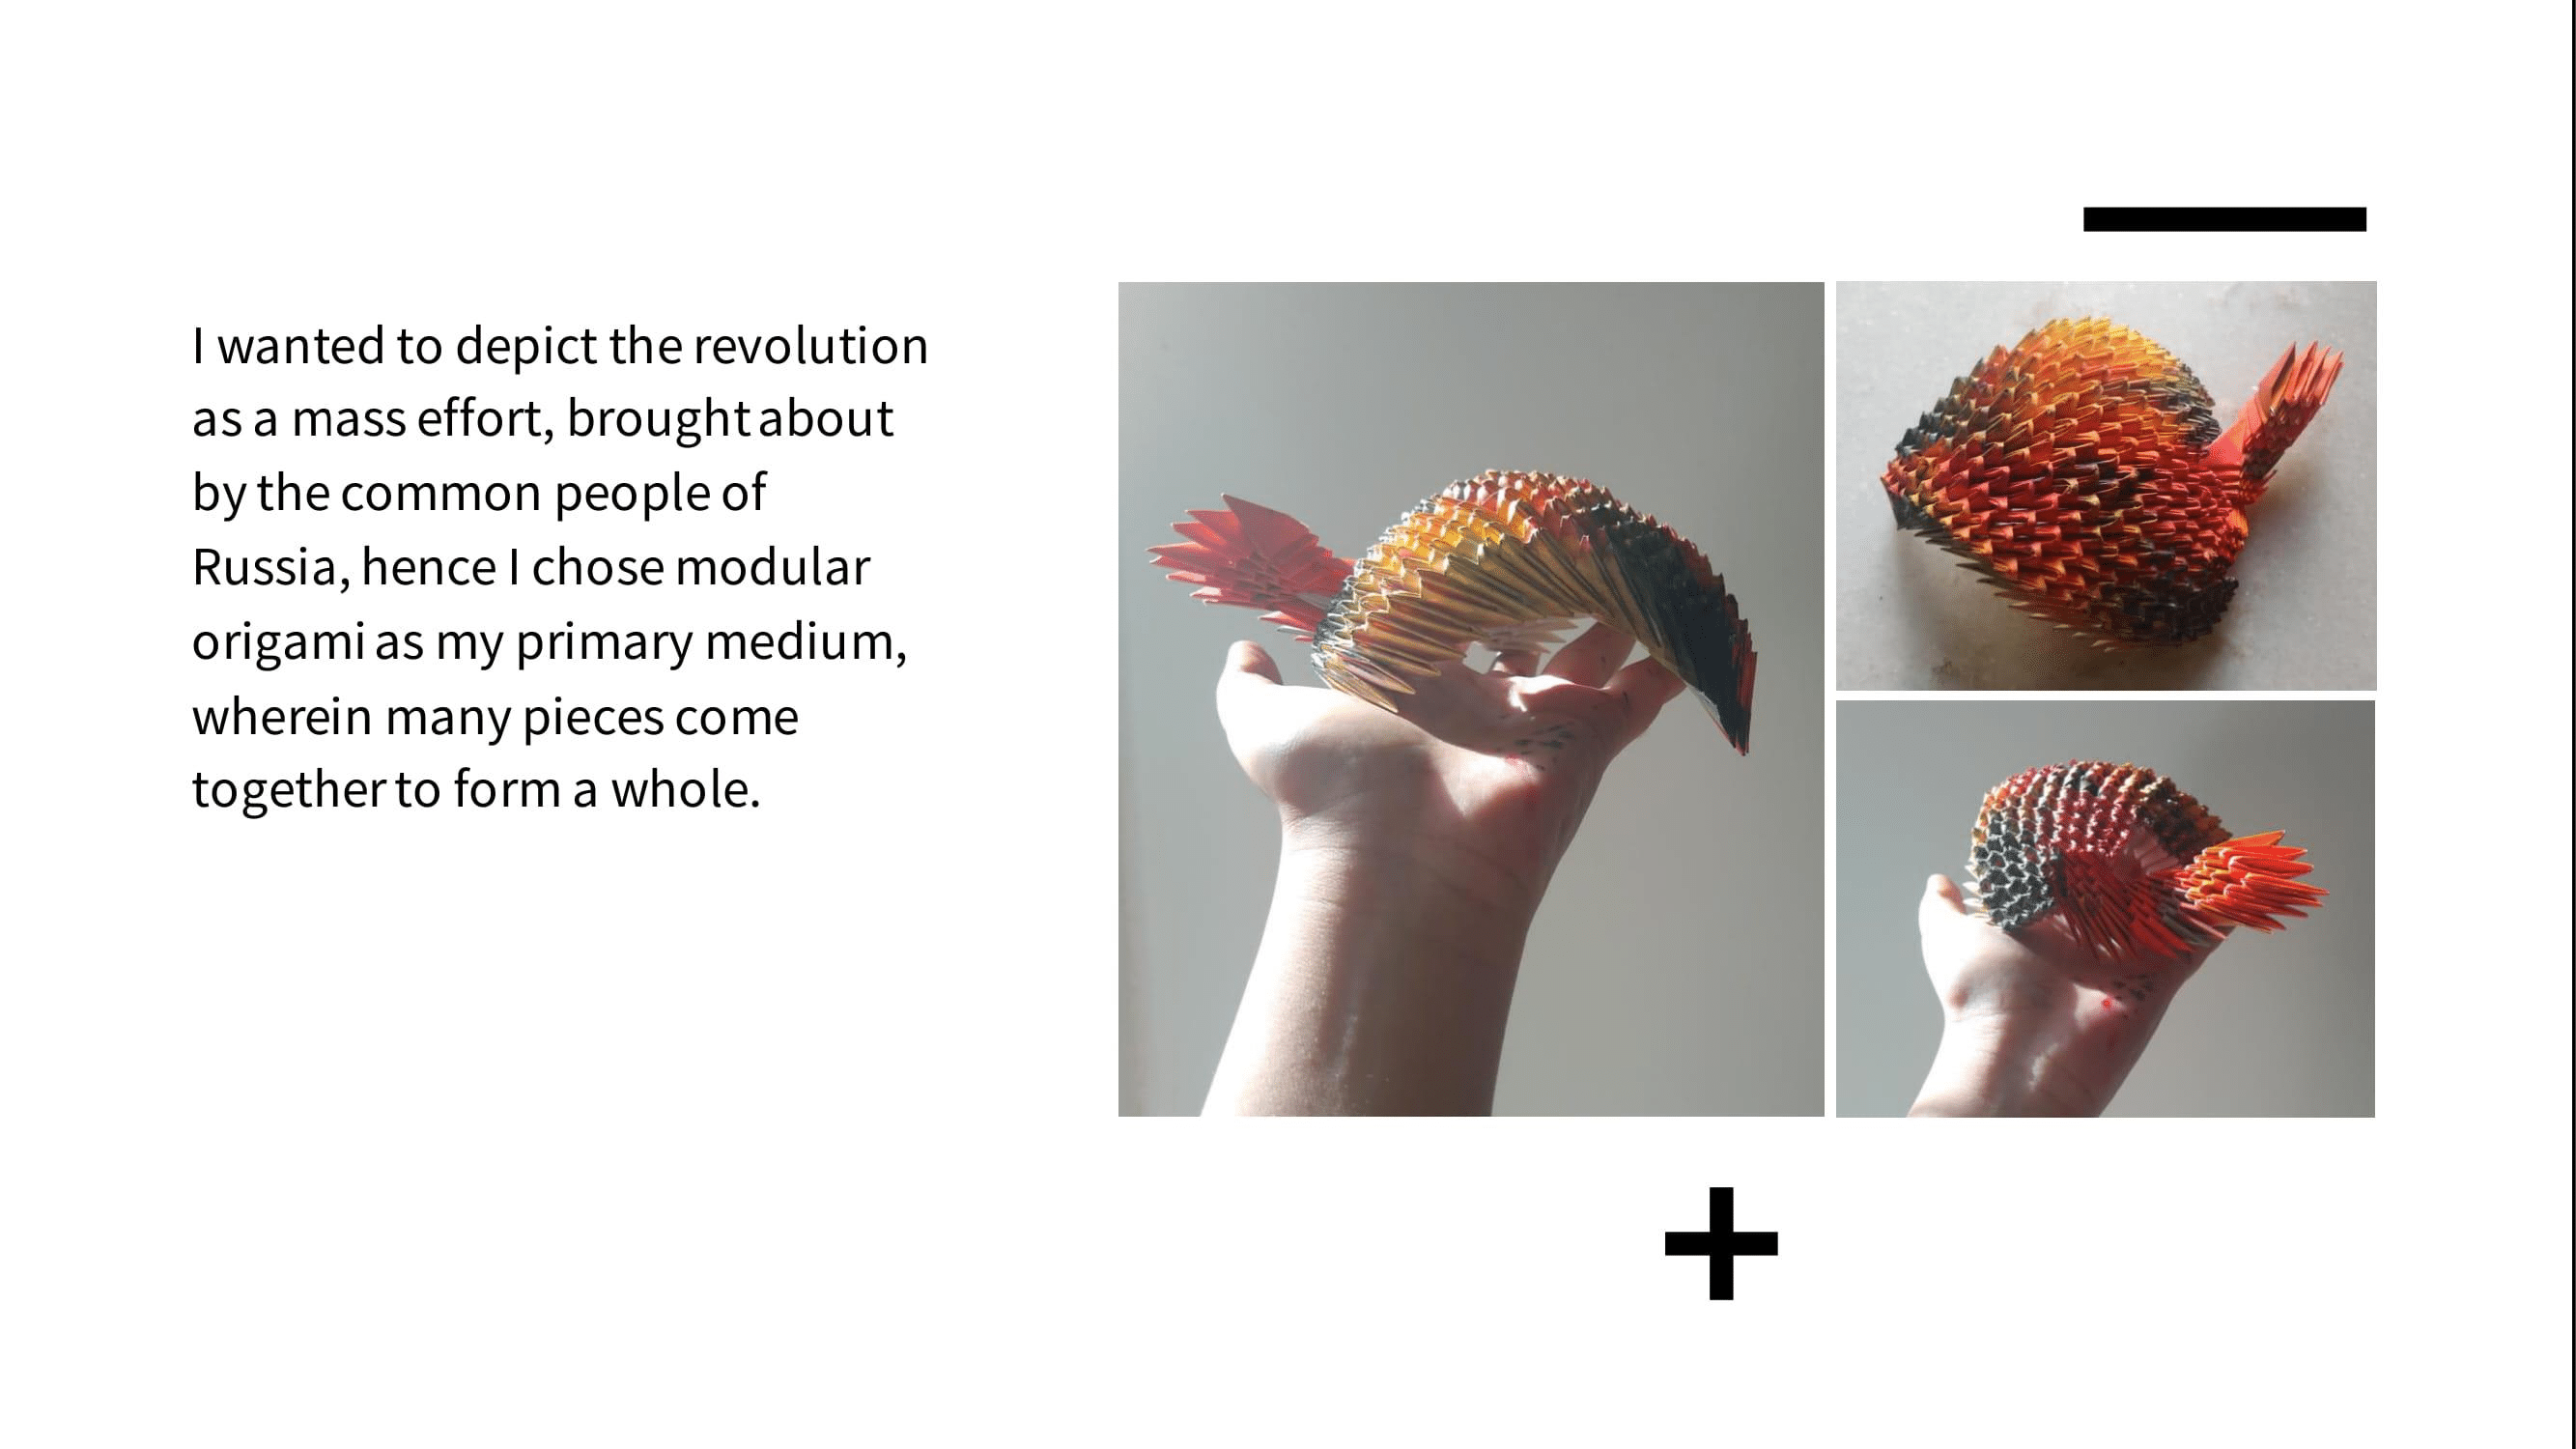 I wanted to depict the revolution
as a mass effort, brought about
by the common people of
Russia, hence I chose modular
origami as my primary medium,
wherein many pieces come
together to form a whole.